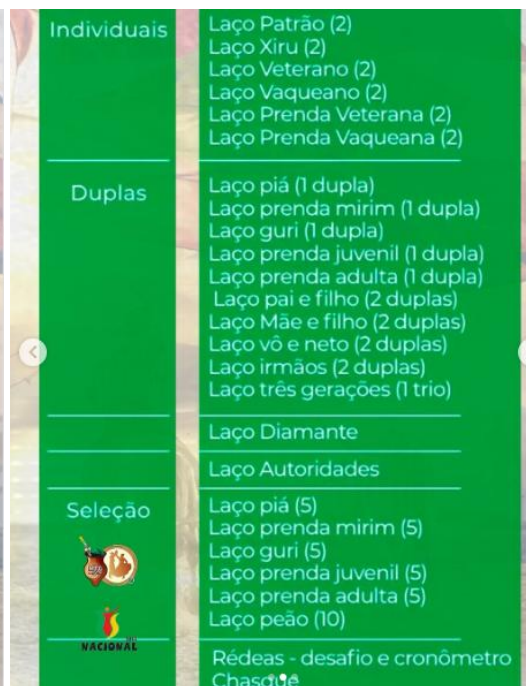 Individuais
Laço Patrão (2)
Laço Xiru (2)
Laço Veterano (2)
Laço Vaqueano (2)
Laço Prenda Veterana (2)
Laço Prenda Vaqueana (2)
Duplas
Laço piá (1 dupla)
Laço prenda mirim (1 dupla)
Laço guri (1 dupla)
Laço prenda juvenil (1 dupla)
Laço prenda adulta (1 dupla)
Laço pai e filho (2 duplas)
Laço Mãe e filho (2 duplas)
Laço vô e neto (2 duplas)
Laço irmãos (2 duplas)
Laço três gerações (1 trio)
Laço Diamante
Laço Autoridades
Seleção
Laço piá (5)
Laço prenda mirim (5)
Laço guri (5)
Laço prenda juvenil (5)
Laço prenda adulta (5)
Laço peão (10)
NACIONAL
Rédeas - desafio e cronômetro
Chasque